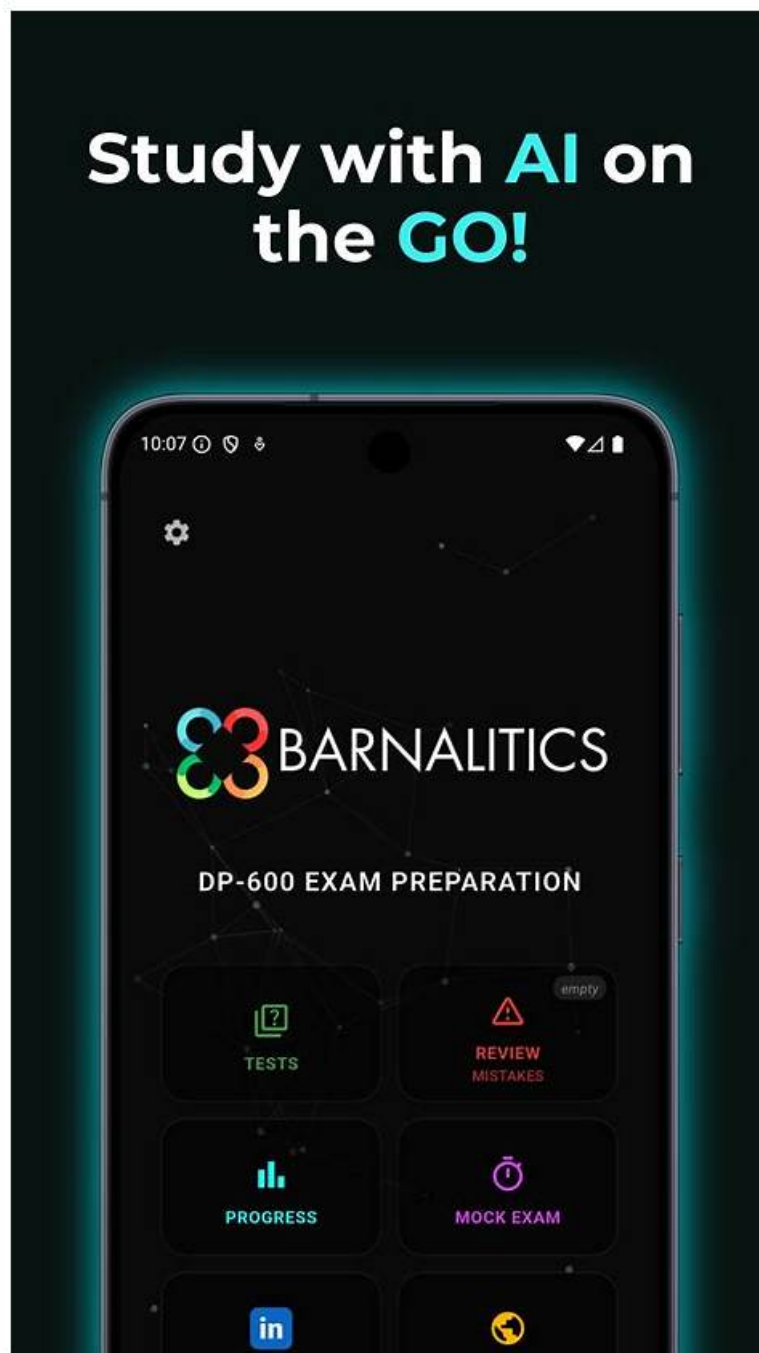 Study with AI on
the GO!
10:07
BARNALITICS
DP-600 EXAM PREPARATION
empty
TESTS
REVIEW
MISTAKES
PROGRESS
MOCK EXAM
in